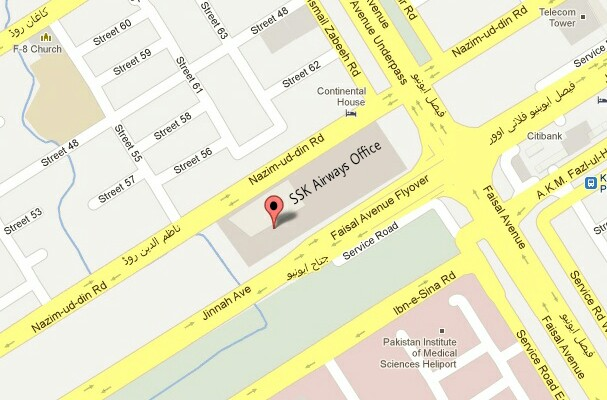 کاغان روڈ
F-8 Church
Street 60
Street 59
Street 63
Street 48
Street 61
Street 62
Street 58
Street 55
Street 56
Street 48
Street 57
Street 53
Ismail Zabeeh Rd
Avenue Underpass
Nazim-ud-din Rd
Telecom
Tower
Continental
House
فیصل ایونیو
فیصل ایونیو فلائی اوور
Citibank
A.K.M. Fazl-ul-H
Nazim-ud-din Rd
SSK Airways Office
Faisal Avenue Flyover
Faisal Avenue
ناظم الدین روڈ
جناح ایونیو
Service Road
Nazim-ud-din Rd
Jinnah Ave
Ibn-e-Sina Rd
Pakistan Institute
of Medical
Sciences Heliport
Service Road E
Faisal Avenue
فیصل ایونیو
Service Rd W